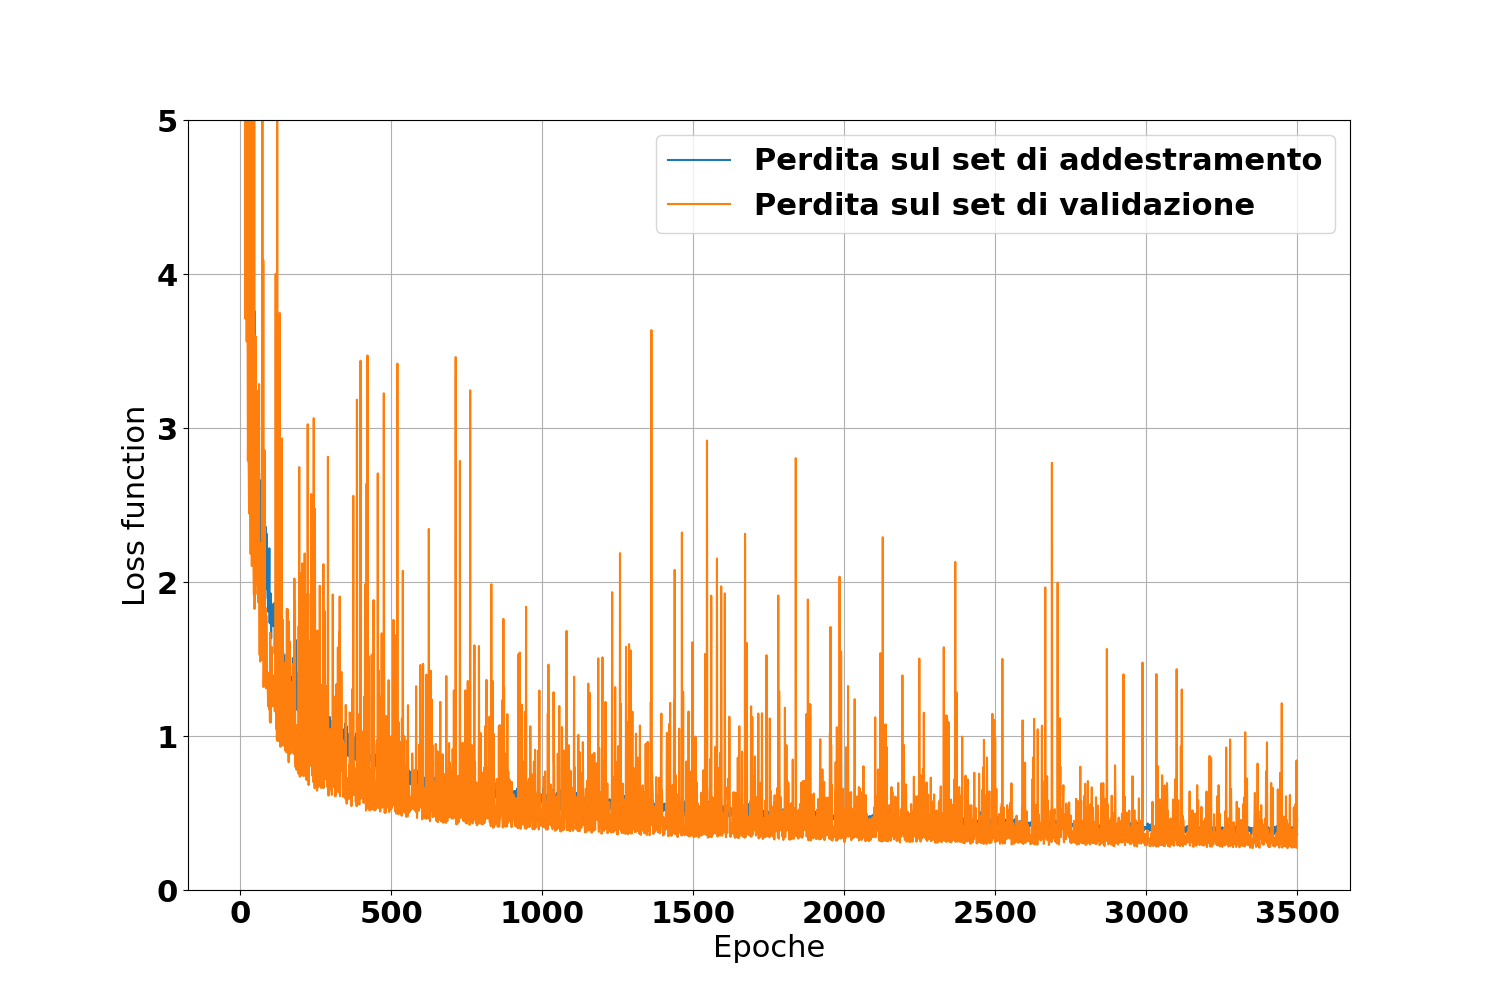 Perdita sul set di addestramento
Perdita sul set di validazione
Loss function
5
4
3
2
1
0
0 500 1000 1500 2000 2500 3000 3500
Epoche